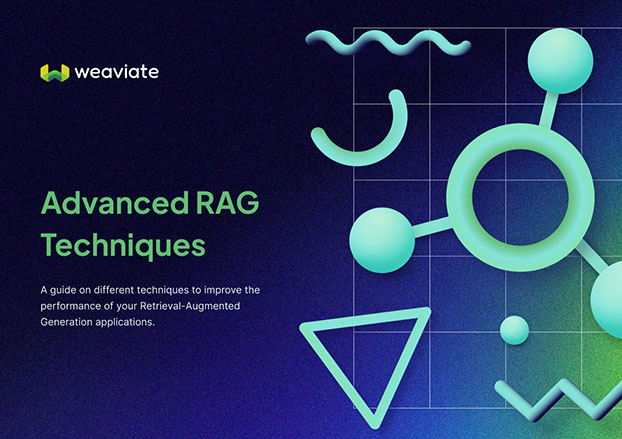 weaviate
Advanced RAG
Techniques
A guide on different techniques to improve the
performance of your Retrieval-Augmented
Generation applications.